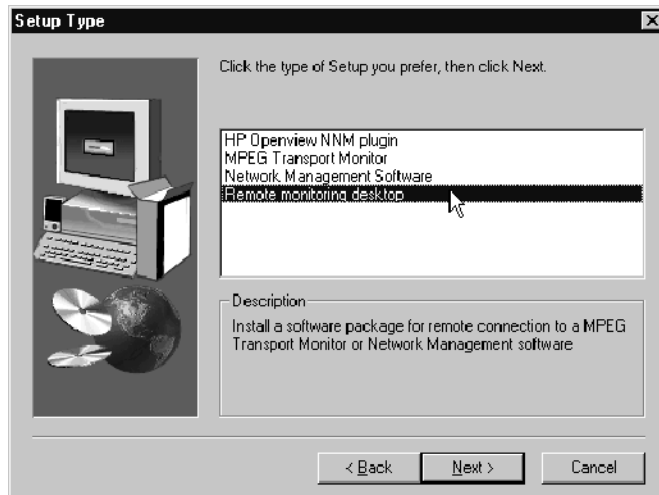 Setup Type
Click the type of Setup you prefer, then click Next.
HP Openview NNM plugin
MPEG Transport Monitor
Network Management Software
Remote monitoring desktop
Description
Install a software package for remote connection to a MPEG
Transport Monitor or Network Management software
< Back
Next >
Cancel